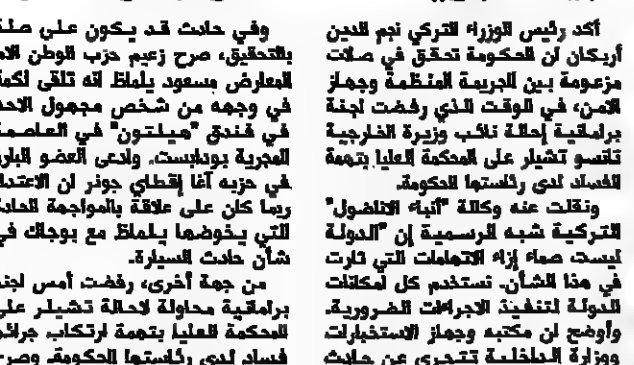 أكد رئيس الوزراء التركي نجم الدين
أربكان ان الحكومة تحقق في صلات
مزعومة بين الجريمة المنظمة وجهاز
الامن، في الوقت الذي رفضت لجنة
برلمانية إحالة نائب وزيرة الخارجية
تانسو تشيلر على المحكمة العليا بتهمة
الفساد لدى رئاستها الحكومة.
ونقلت عنه وكالة "أنباء الاناضول"
التركية شبه الرسمية إن "الدولة
ليست صماء إزاء الاتهامات التي ثارت
في هذا الشأن. تستخدم كل امكانات
الدولة لتنفيذ الاجراءات الضرورية.
وأوضح ان مكتبه وجهاز الاستخبارات
ووزارة الداخلية تتحرى عن حادث
وفي حادث قد يكون على صلة
بالتحقيق، صرح زعيم حزب الوطن الام
المعارض مسعود يلماظ انه تلقى لكمة
في وجهه من شخص مجهول الاحد
في فندق "هيلتون" في العاصمة
المجرية بودابست. وادعى العضو البارز
في حزبه آغا إقطاي جونر ان الاعتداء
ربما كان على علاقة بالمواجهة الحادة
التي يخوضها يلماظ مع بوجاك في
شأن حادث السيارة.
من جهة أخرى، رفضت أمس لجنة
برلمانية محاولة لاحالة تشيلر على
المحكمة العليا بتهمة ارتكاب جرائم
فساد لدى رئاستها الحكومة. وصرح